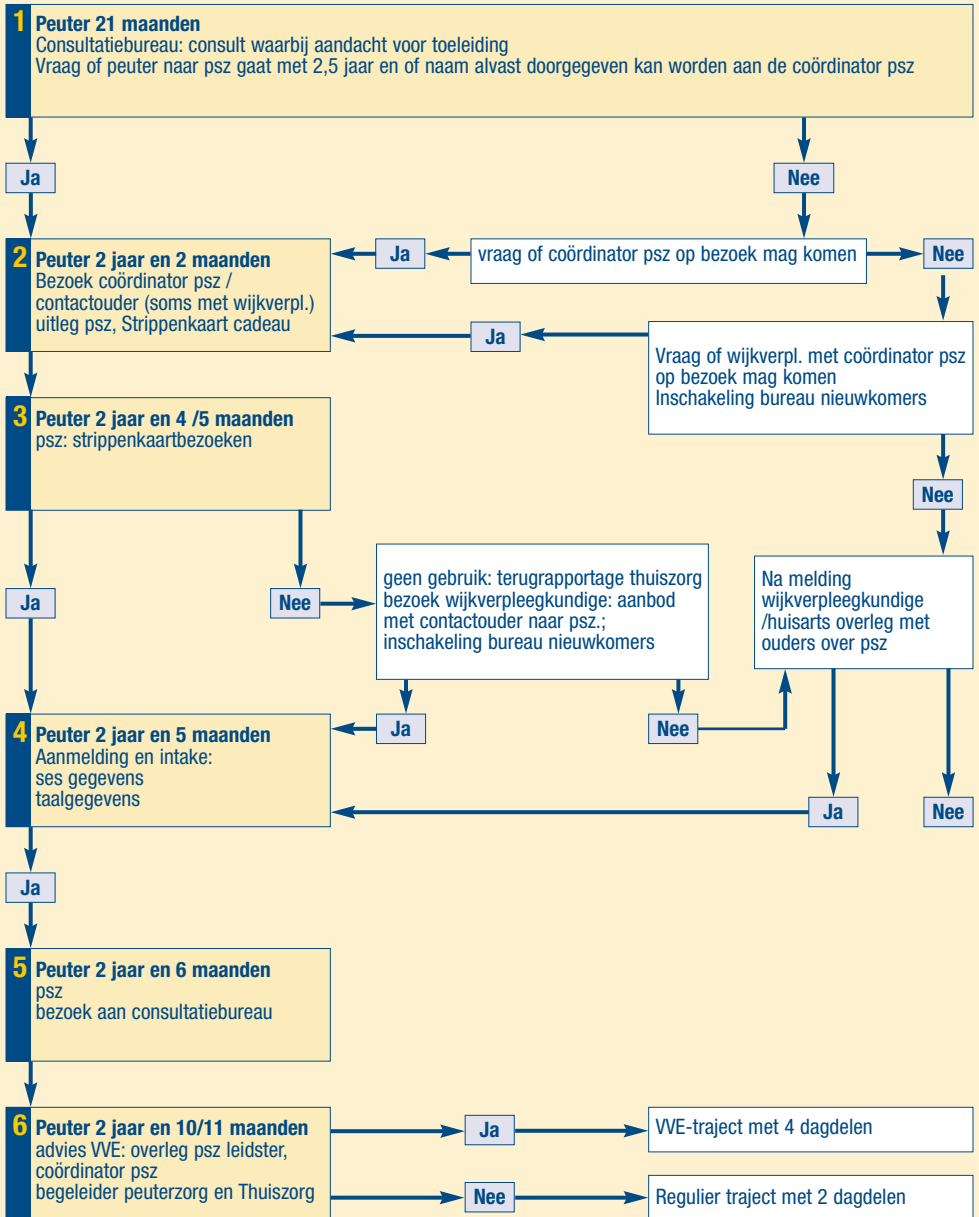 1 Peuter 21 maanden
Consultatiebureau: consult waarbij aandacht voor toeleiding
Vraag of peuter naar psz gaat met 2,5 jaar en of naam alvast doorgegeven kan worden aan de coördinator psz
Ja
Nee
2 Peuter 2 jaar en 2 maanden
Bezoek coördinator psz /
contactouder (soms met wijkverpl.)
uitleg psz, Strippenkaart cadeau
Ja
vraag of coördinator psz op bezoek mag komen
Nee
Ja
Vraag of wijkverpl. met coördinator psz
op bezoek mag komen
Inschakeling bureau nieuwkomers
3 Peuter 2 jaar en 4 /5 maanden
psz: strippenkaartbezoeken
Nee
Ja
Nee
geen gebruik: terugrapportage thuiszorg
bezoek wijkverpleegkundige: aanbod
met contactouder naar psz.;
inschakeling bureau nieuwkomers
Na melding
wijkverpleegkundige
/huisarts overleg met
ouders over psz
Ja
Nee
4 Peuter 2 jaar en 5 maanden
Aanmelding en intake:
ses gegevens
taalgegevens
Ja
Nee
Ja
5 Peuter 2 jaar en 6 maanden
psz
bezoek aan consultatiebureau
6 Peuter 2 jaar en 10/11 maanden
advies VVE: overleg psz leidster,
coördinator psz
begeleider peuterzorg en Thuiszorg
Ja
VVE-traject met 4 dagdelen
Nee
Regulier traject met 2 dagdelen